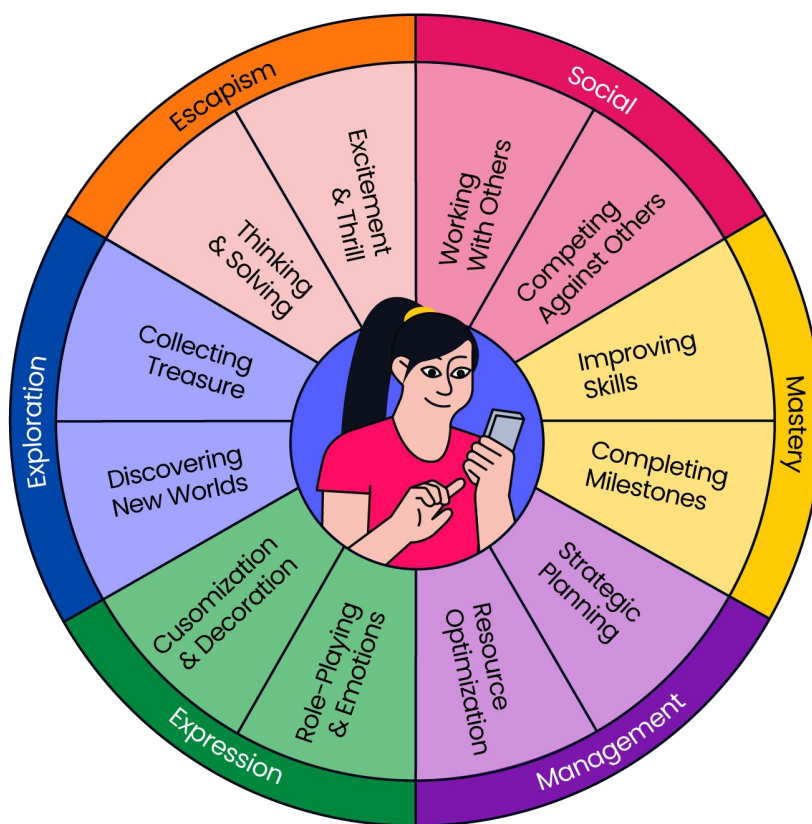 Escapism
Social
Excitement
& Thrill
Working
With Others
Thinking
& Solving
Competing
Against Others
Collecting
Treasure
Improving
Skills
Exploration
Mastery
Discovering
New Worlds
Completing
Milestones
Cusomization
& Decoration
Strategic
Planning
Role-Playing
& Emotions
Resource
Optimization
Expression
Management